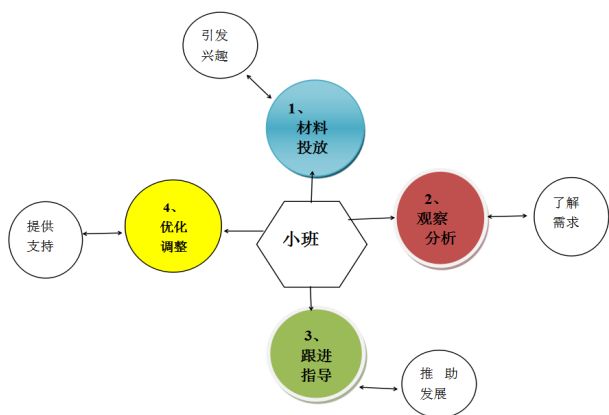 引发
兴趣
1、
材料
投放
2、
观察
分析
了解
需求
4、
优化
调整
提供
支持
小班
3、
跟进
指导
推 助
发展